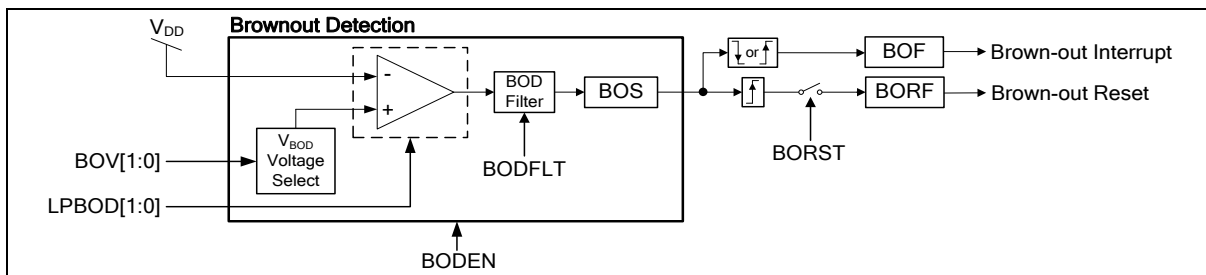 Brownout Detection
VDD
-
+
BOD
Filter
BOS
or
BOF
Brown-out Interrupt
BORF
Brown-out Reset
BORST
BODFLT
VBOD
Voltage
Select
BOV[1:0]
LPBOD[1:0]
BODEN